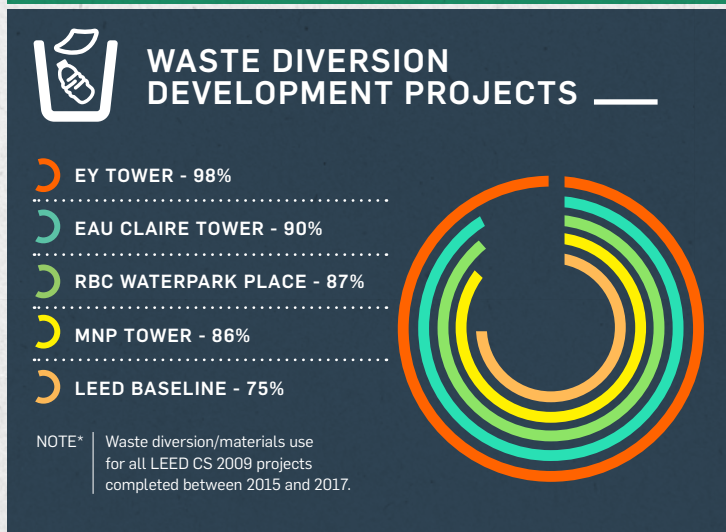 WASTE DIVERSION
DEVELOPMENT PROJECTS
EY TOWER - 98%
EAU CLAIRE TOWER - 90%
RBC WATERPARK PLACE - 87%
MNP TOWER - 86%
LEED BASELINE - 75%
NOTE* Waste diversion/materials use
for all LEED CS 2009 projects
completed between 2015 and 2017.